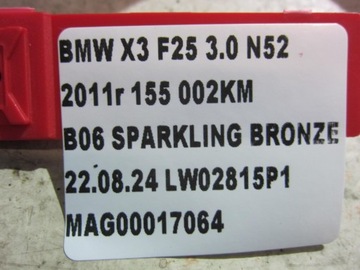 BMW X3 F25 3.0 N52
2011r 155 002KM
B06 SPARKLING BRONZE
22.08.24 LW02815P1
MAG00017064